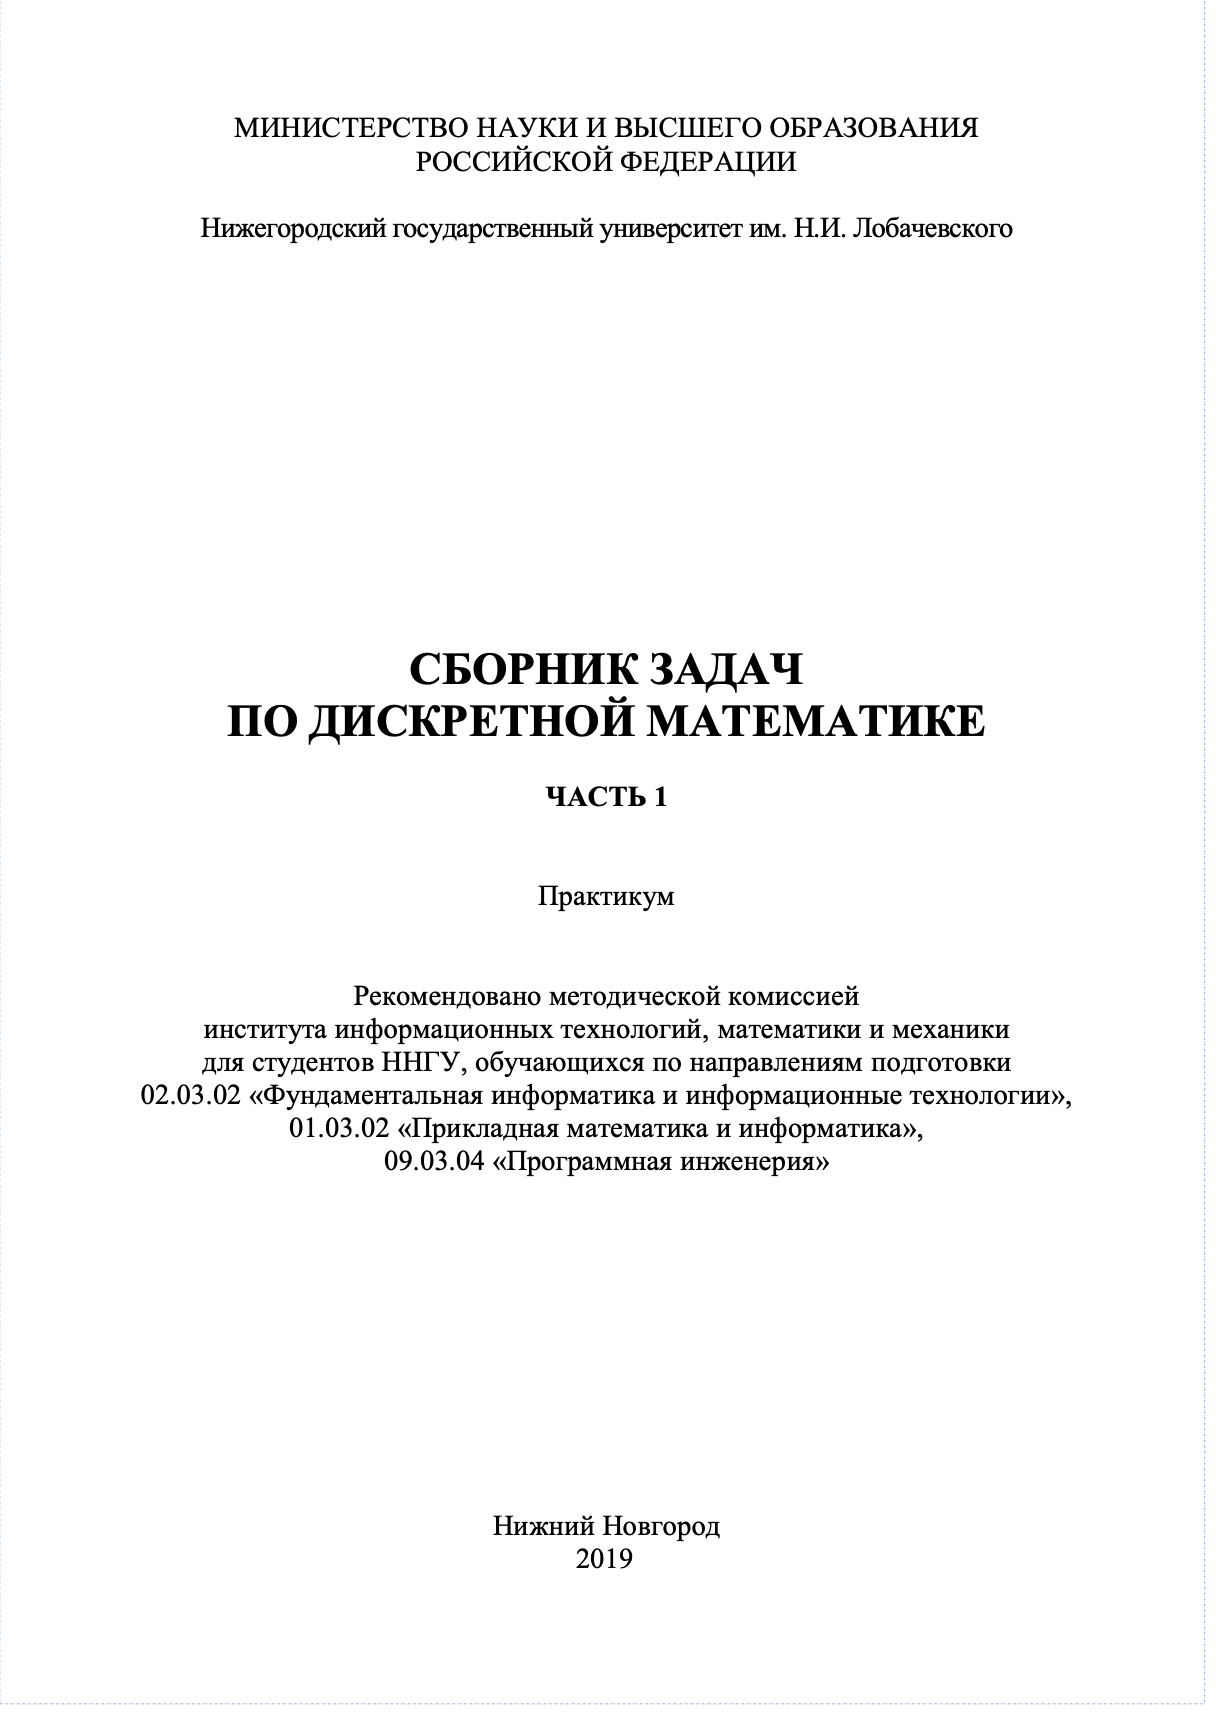 МИНИСТЕРСТВО НАУКИ И ВЫСШЕГО ОБРАЗОВАНИЯ
РОССИЙСКОЙ ФЕДЕРАЦИИ
Нижегородский государственный университет им. Н.И. Лобачевского
СБОРНИК ЗАДАЧ
ПО ДИСКРЕТНОЙ МАТЕМАТИКЕ
ЧАСТЬ 1
Практикум
Рекомендовано методической комиссией
института информационных технологий, математики и механики
для студентов ННГУ, обучающихся по направлениям подготовки
02.03.02 «Фундаментальная информатика и информационные технологии»,
01.03.02 «Прикладная математика и информатика»,
09.03.04 «Программная инженерия»
Нижний Новгород
2019